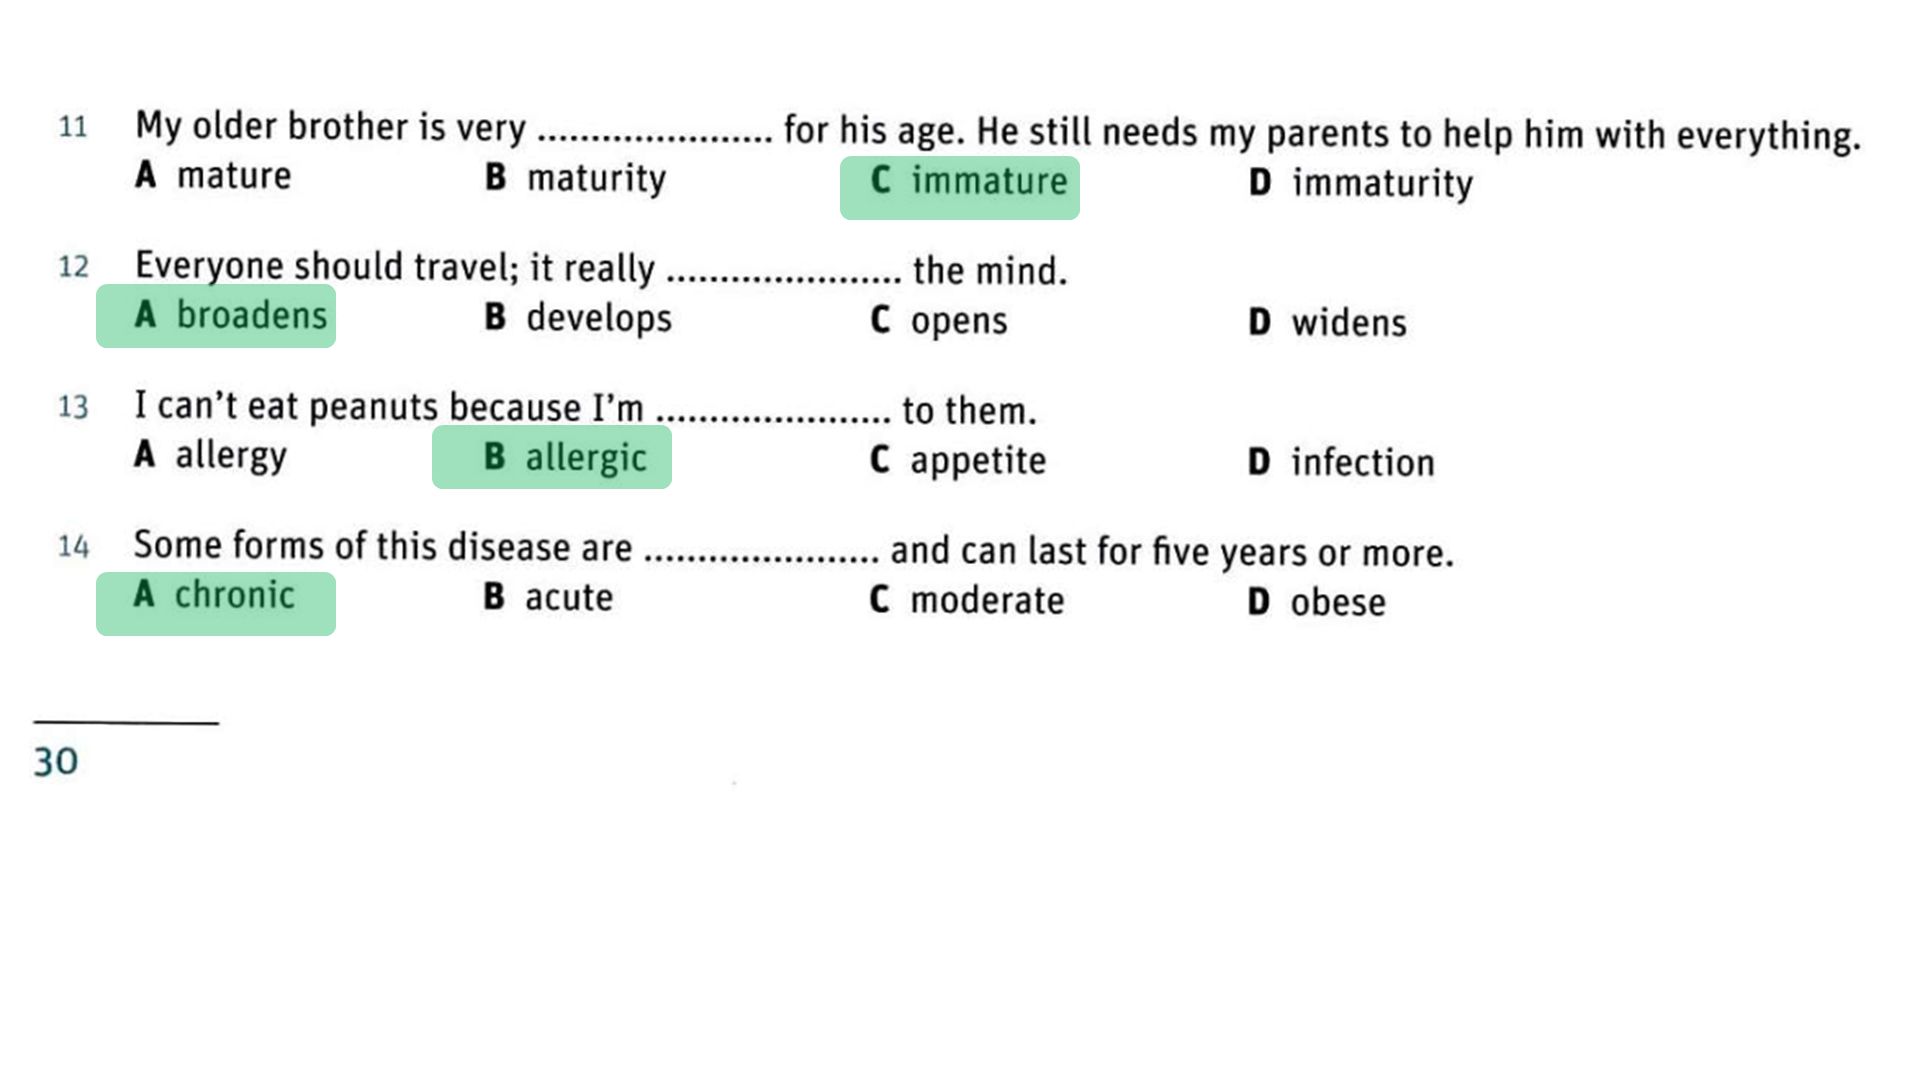 11 My older brother is very ...................... for his age. He still needs my parents to help him with everything.
A mature B maturity C immature D immaturity
12 Everyone should travel; it really ...................... the mind.
A broadens B develops C opens D widens
13 I can't eat peanuts because I'm ...................... to them.
A allergy B allergic C appetite D infection
14 Some forms of this disease are ...................... and can last for five years or more.
A chronic B acute C moderate D obese
30